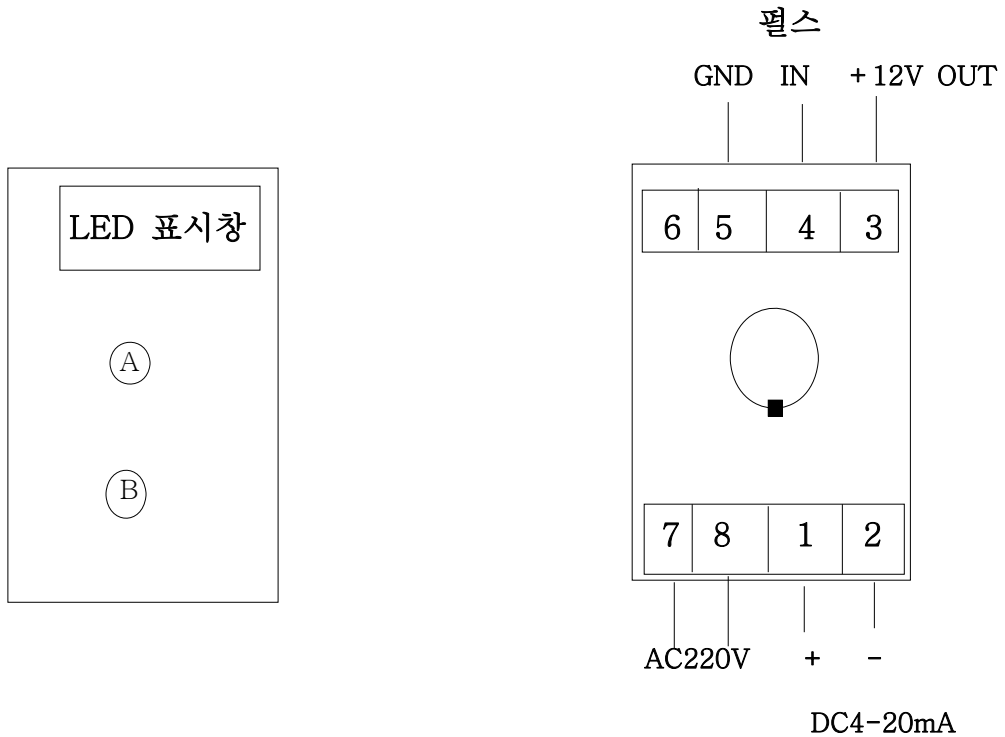 펄스
GND IN +12V OUT
LED 표시창
6 5 4 3
A
B
7 8 1 2
AC220V + -
DC4-20mA